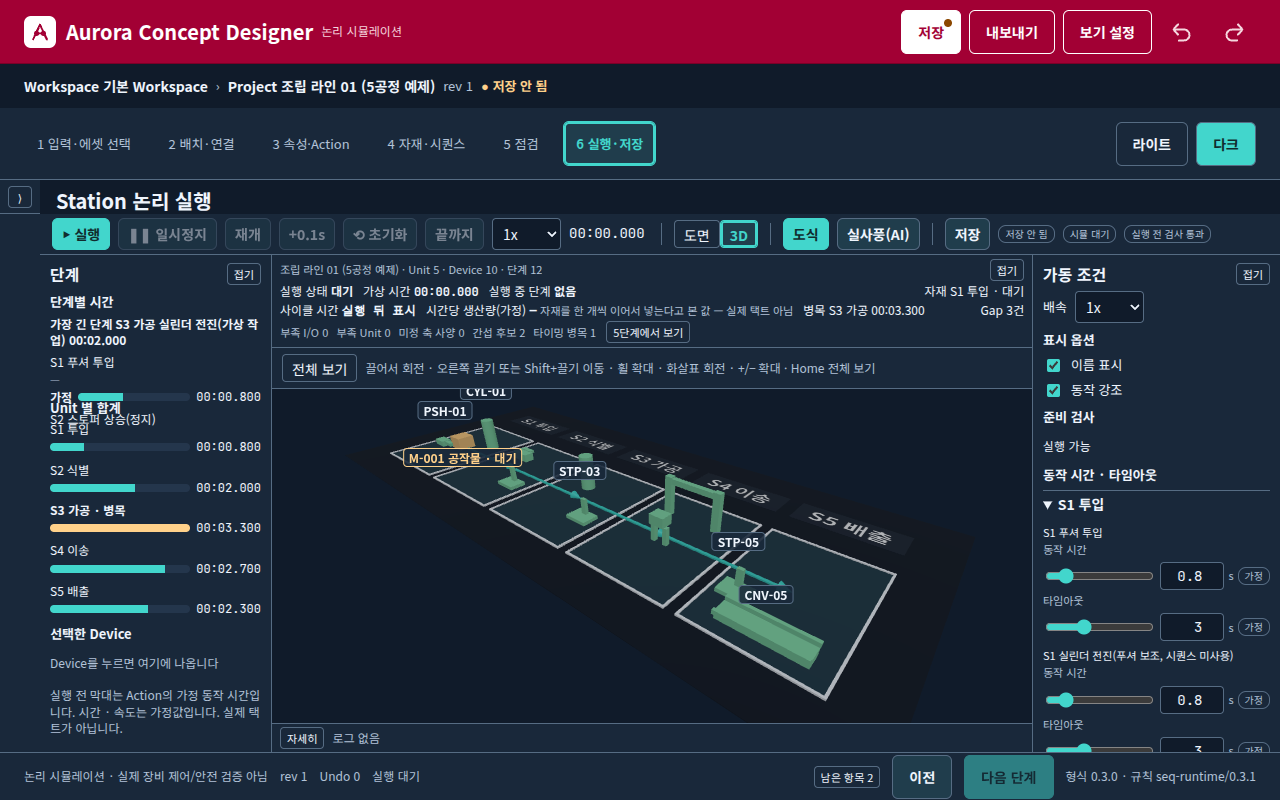 Aurora Concept Designer 논리 시뮬레이션
저장 내보내기 보기 설정
Workspace 기본 Workspace › Project 조립 라인 01 (5공정 예제) rev 1 ● 저장 안 됨
1 입력·에셋 선택 2 배치·연결 3 속성·Action 4 자재·시퀀스 5 점검 6 실행·저장 라이트 다크
Station 논리 실행
▸ 실행 ❚❚ 일시정지 재개 +0.1s ⟲ 초기화 끝까지 1x 00:00.000 도면 3D 도식 실사풍(AI) 저장 저장 안 됨 시뮬 대기 실행 전 검사 통과
단계 접기
단계별 시간
가장 긴 단계 S3 가공 실린더 전진(가상 작
업) 00:02.000
S1 푸셔 투입
—
가정 00:00.800
Unit 별 합계
S2 스토퍼 상승(정지)
S1 투입
00:00.800
S2 식별
00:02.000
S3 가공 · 병목
00:03.300
S4 이송
00:02.700
S5 배출
00:02.300
선택한 Device
Device를 누르면 여기에 나옵니다
실행 전 막대는 Action의 가정 동작 시간입
니다. 시간 · 속도는 가정값입니다. 실제 택
트가 아닙니다.
조립 라인 01 (5공정 예제) · Unit 5 · Device 10 · 단계 12 접기
실행 상태 대기 가상 시간 00:00.000 실행 중 단계 없음 자재 S1 투입 · 대기
사이클 시간 실행 뒤 표시 시간당 생산량(가정) — 자재를 한 개씩 이어서 넣는다고 본 값 — 실제 택트 아님 병목 S3 가공 00:03.300 Gap 3건
부족 I/O 0 부족 Unit 0 미정 축 사양 0 간섭 후보 2 타이밍 병목 1 5단계에서 보기
전체 보기 끌어서 회전 · 오른쪽 끌기 또는 Shift+끌기 이동 · 휠 확대 · 화살표 회전 · +/− 확대 · Home 전체 보기
CYL-01
PSH-01
M-001 공작물 · 대기
STP-03
STP-05
CNV-05
S1 투입
S2 식별
S3 가공
S4 이송
S5 배출
자세히 로그 없음
가동 조건 접기
배속 1x
표시 옵션
이름 표시
동작 강조
준비 검사
실행 가능
동작 시간 · 타임아웃
▼ S1 투입
S1 푸셔 투입
동작 시간
0.8 s 가정
타임아웃
3 s 가정
S1 실린더 전진(푸셔 보조, 시퀀스 미사용)
동작 시간
0.8 s 가정
타임아웃
3 s 가정
논리 시뮬레이션 · 실제 장비 제어/안전 검증 아님 rev 1 Undo 0 실행 대기 남은 항목 2 이전 다음 단계 형식 0.3.0 · 규칙 seq-runtime/0.3.1